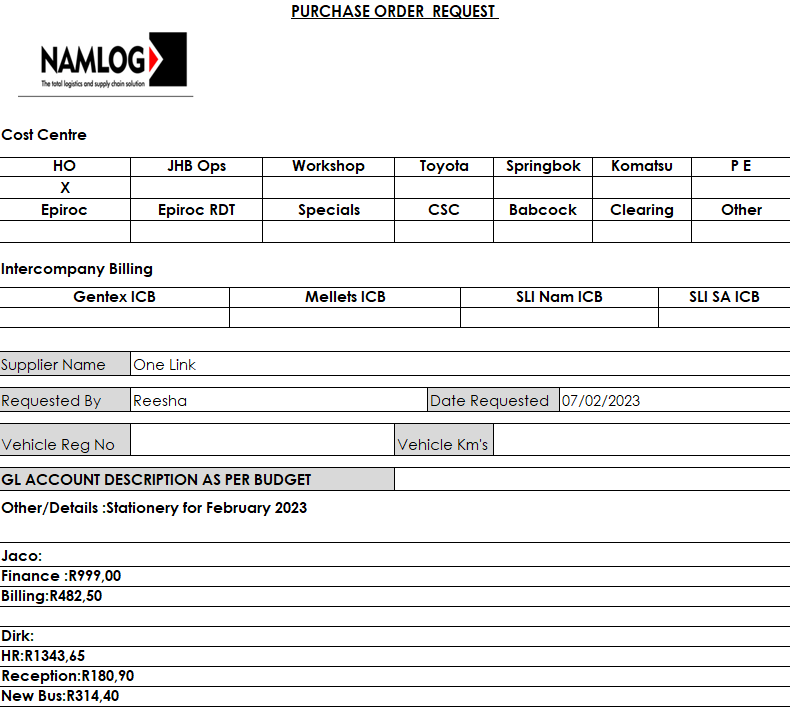 PURCHASE ORDER REQUEST
NAMLOG
The total logistics and supply chain solution
Cost Centre
HO JHB Ops Workshop Toyota Springbok Komatsu P E
X
Epiroc Epiroc RDT Specials CSC Babcock Clearing Other
Intercompany Billing
Gentex ICB Mellets ICB SLI Nam ICB SLI SA ICB
Supplier Name One Link
Requested By Reesha Date Requested 07/02/2023
Vehicle Reg No Vehicle Km's
GL ACCOUNT DESCRIPTION AS PER BUDGET
Other/Details :Stationery for February 2023
Jaco:
Finance :R999,00
Billing:R482,50
Dirk:
HR:R1343,65
Reception:R180,90
New Bus:R314,40